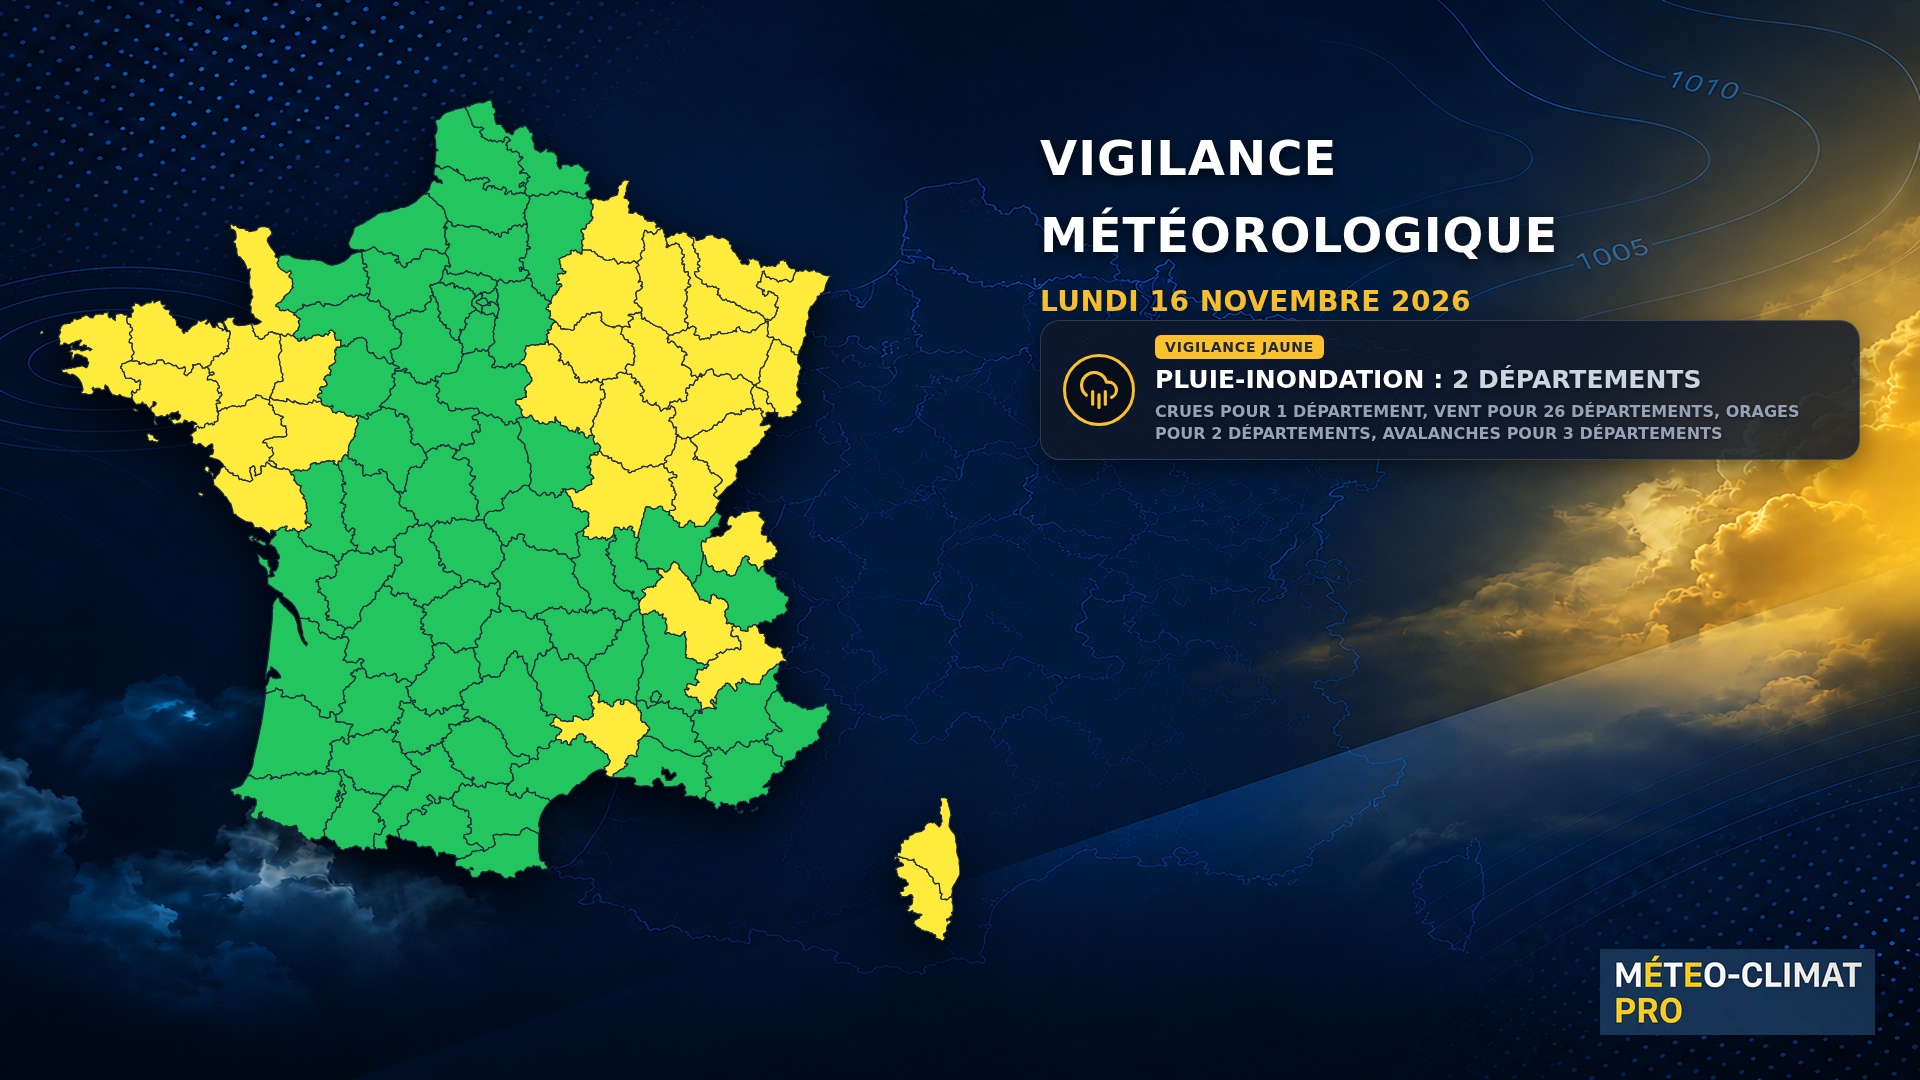 1010
VIGILANCE
MÉTÉOROLOGIQUE
1005
LUNDI 16 NOVEMBRE 2026
VIGILANCE JAUNE
PLUIE-INONDATION : 2 DÉPARTEMENTS
CRUES POUR 1 DÉPARTEMENT, VENT POUR 26 DÉPARTEMENTS, ORAGES
POUR 2 DÉPARTEMENTS, AVALANCHES POUR 3 DÉPARTEMENTS
MÉTEO-CLIMAT
PRO